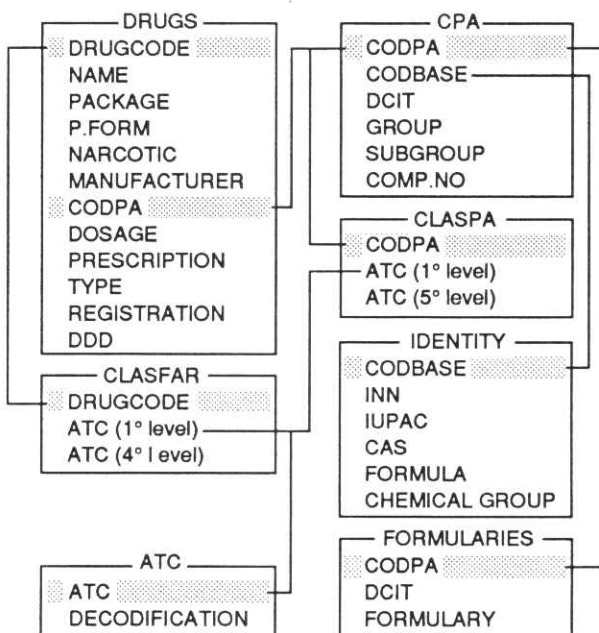 DRUGS
DRUGCODE
NAME
PACKAGE
P.FORM
NARCOTIC
MANUFACTURER
CODPA
DOSAGE
PRESCRIPTION
TYPE
REGISTRATION
DDD
CLASFAR
DRUGCODE
ATC (1° level)
ATC (4° l evel)
ATC
ATC
DECODIFICATION
CPA
CODPA
CODBASE
DCIT
GROUP
SUBGROUP
COMP.NO
CLASPA
CODPA
ATC (1° level)
ATC (5° level)
IDENTITY
CODBASE
INN
IUPAC
CAS
FORMULA
CHEMICAL GROUP
FORMULARIES
CODPA
DCIT
FORMULARY